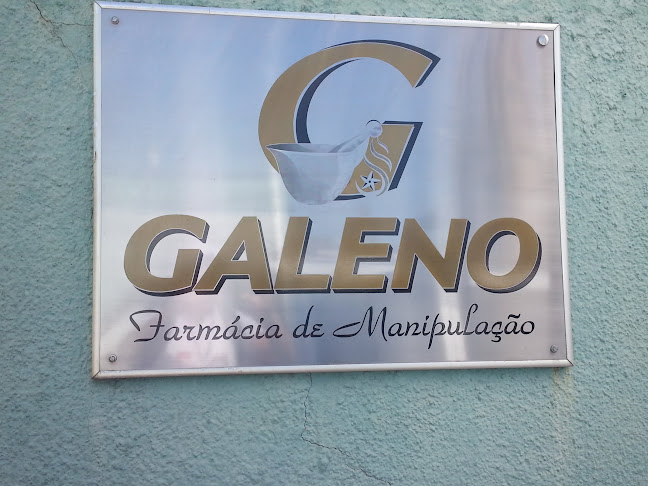 G
GALENO
Farmácia de Manipulação